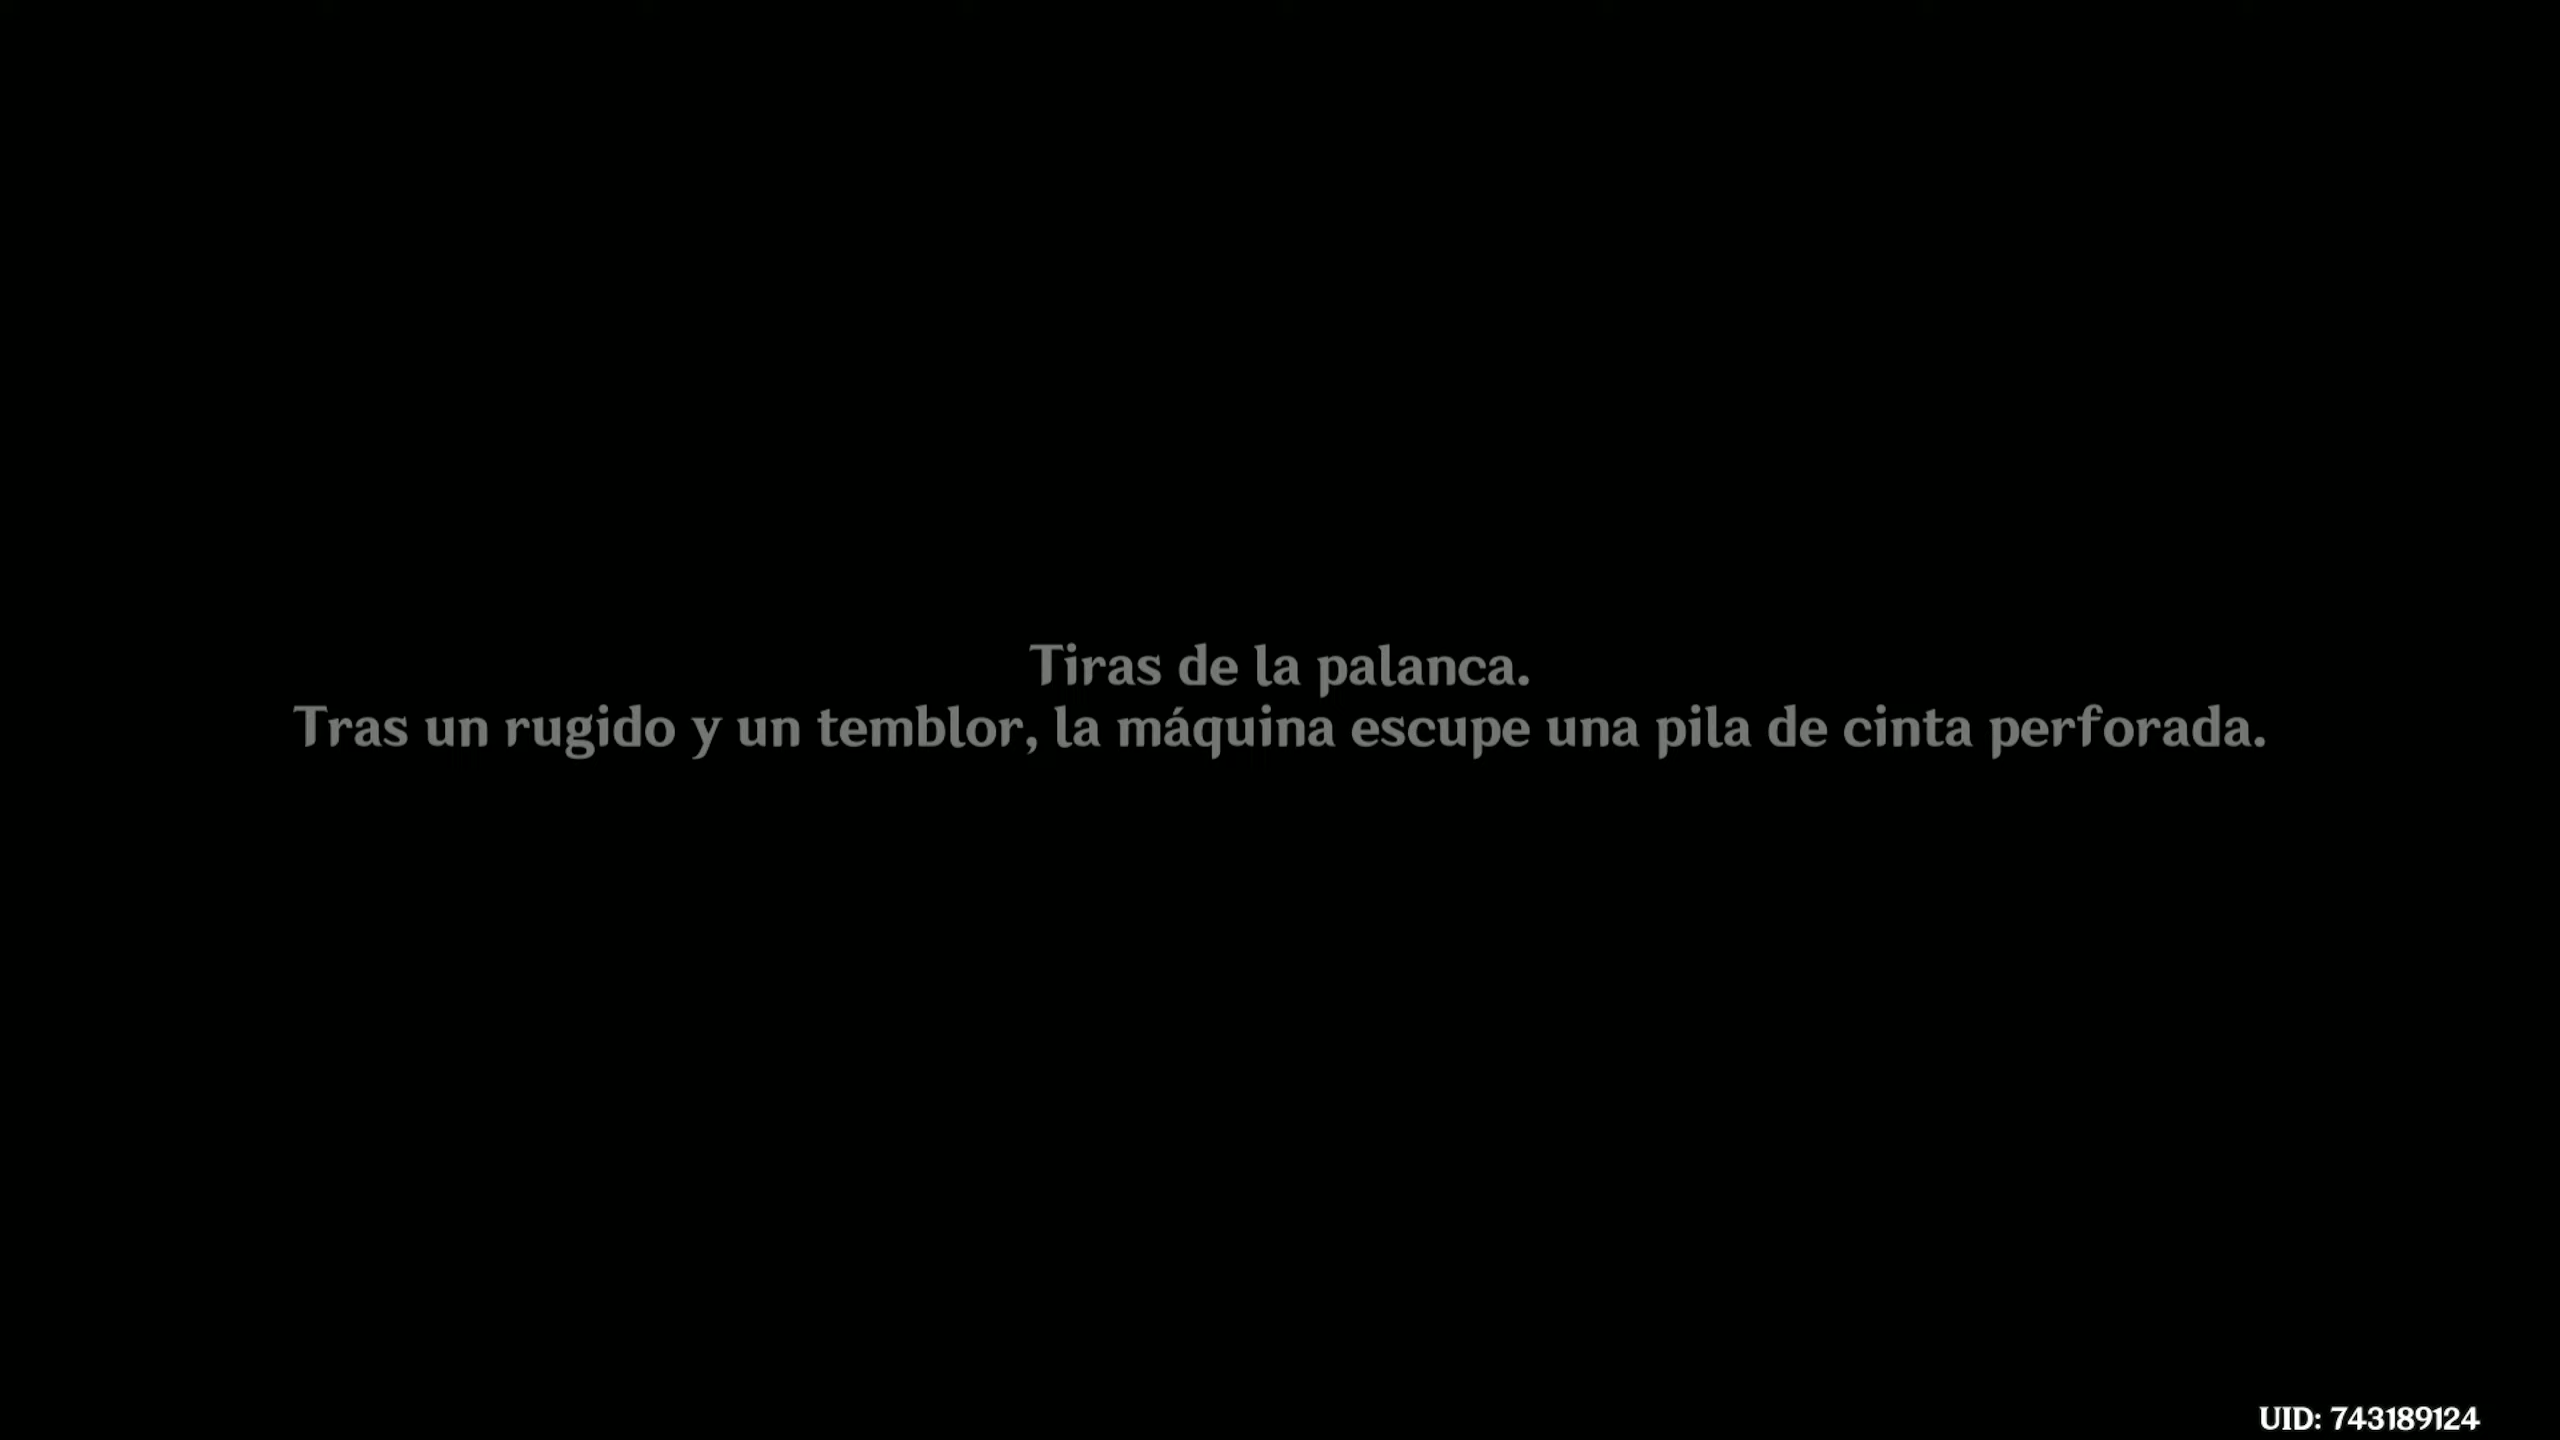 Tiras de la palanca.
Tras un rugido y un temblor, la máquina escupe una pila de cinta perforada.
UID: 743189124